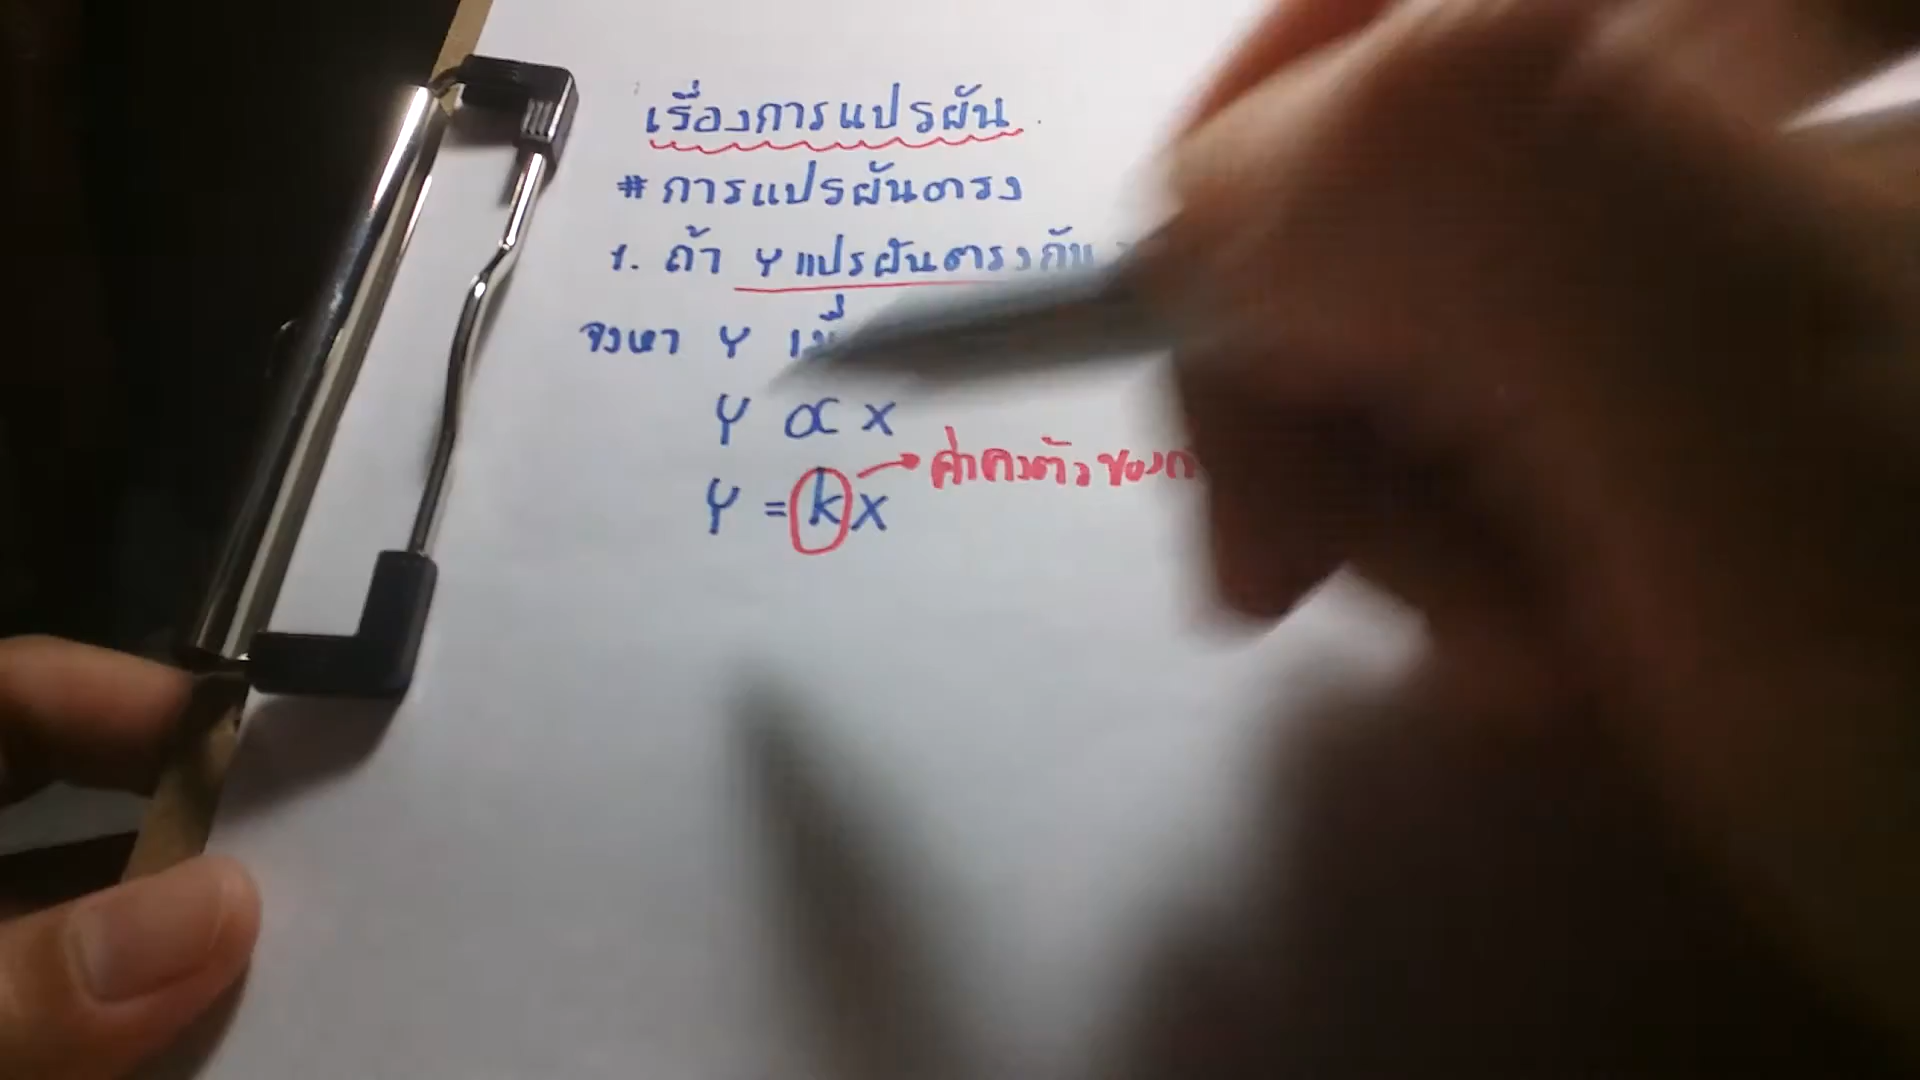 เรื่องการแปรผัน
# การแปรผันตรง
1. ถ้า Y แปรผันตรงกับ
จงหา Y
Y ∝ x
Y = kx → ค่าคงตัวของ